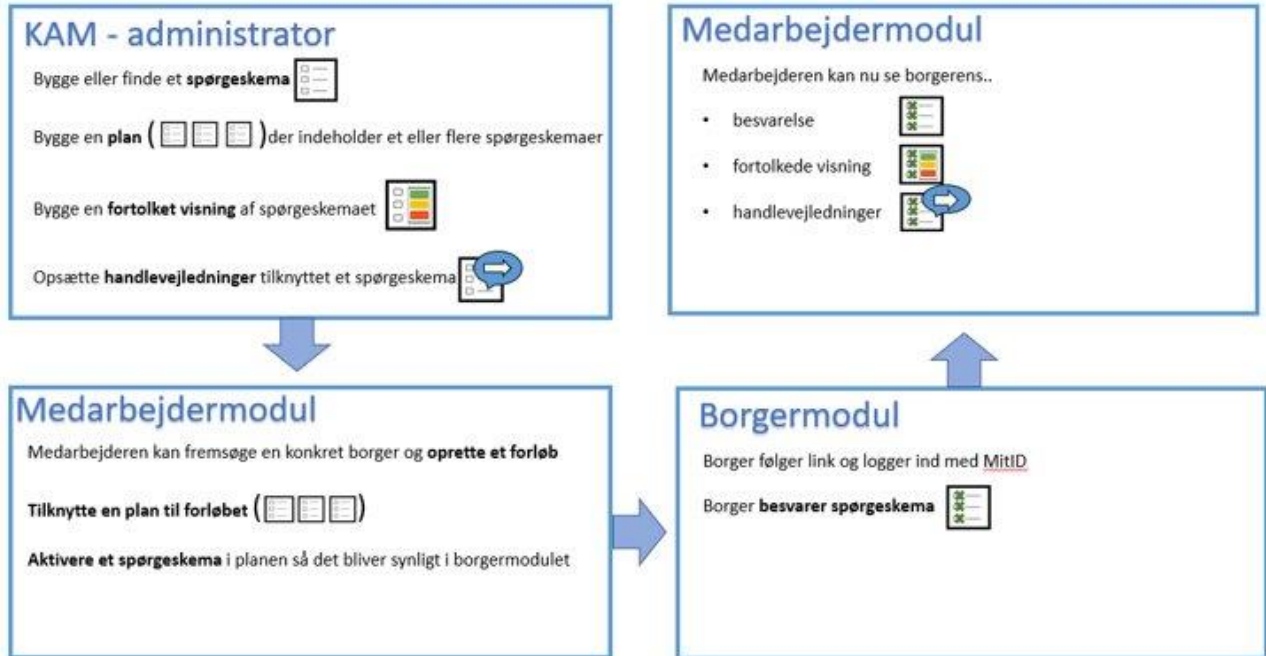 KAM - administrator
Bygge eller finde et spørgeskema
Bygge en plan ( ) der indeholder et eller flere spørgeskemaer
Bygge en fortolket visning af spørgeskemaet
Opsætte handlevejledninger tilknyttet et spørgeskema
Medarbejdermodul
Medarbejderen kan fremsøge en konkret borger og oprette et forløb
Tilknytte en plan til forløbet ( )
Aktivere et spørgeskema i planen så det bliver synligt i borgermodulet
Borgermodul
Borger følger link og logger ind med MitID
Borger besvarer spørgeskema
Medarbejdermodul
Medarbejderen kan nu se borgerens..
• besvarelse
• fortolkede visning
• handlevejledninger